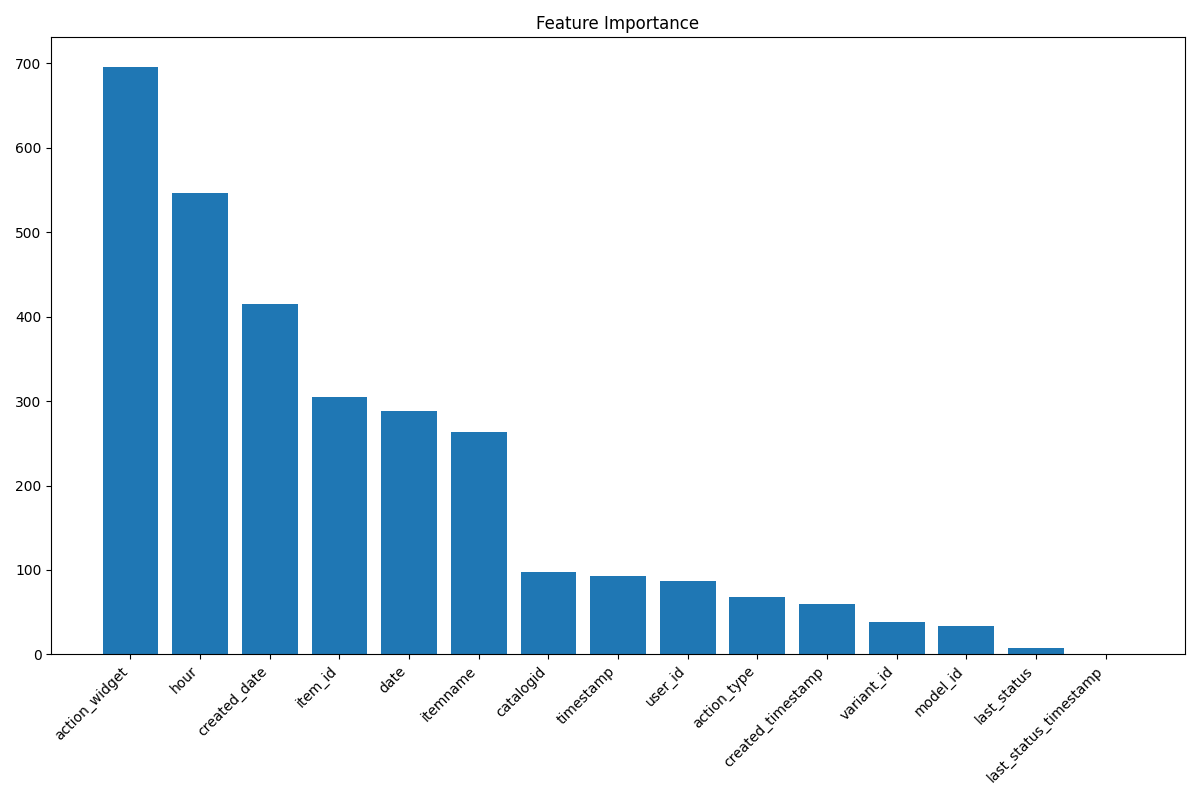 Feature Importance
700
600
500
400
300
200
100
0
action_widget
hour
created_date
item_id
date
itemname
catalogid
timestamp
user_id
action_type
created_timestamp
variant_id
model_id
last_status
last_status_timestamp